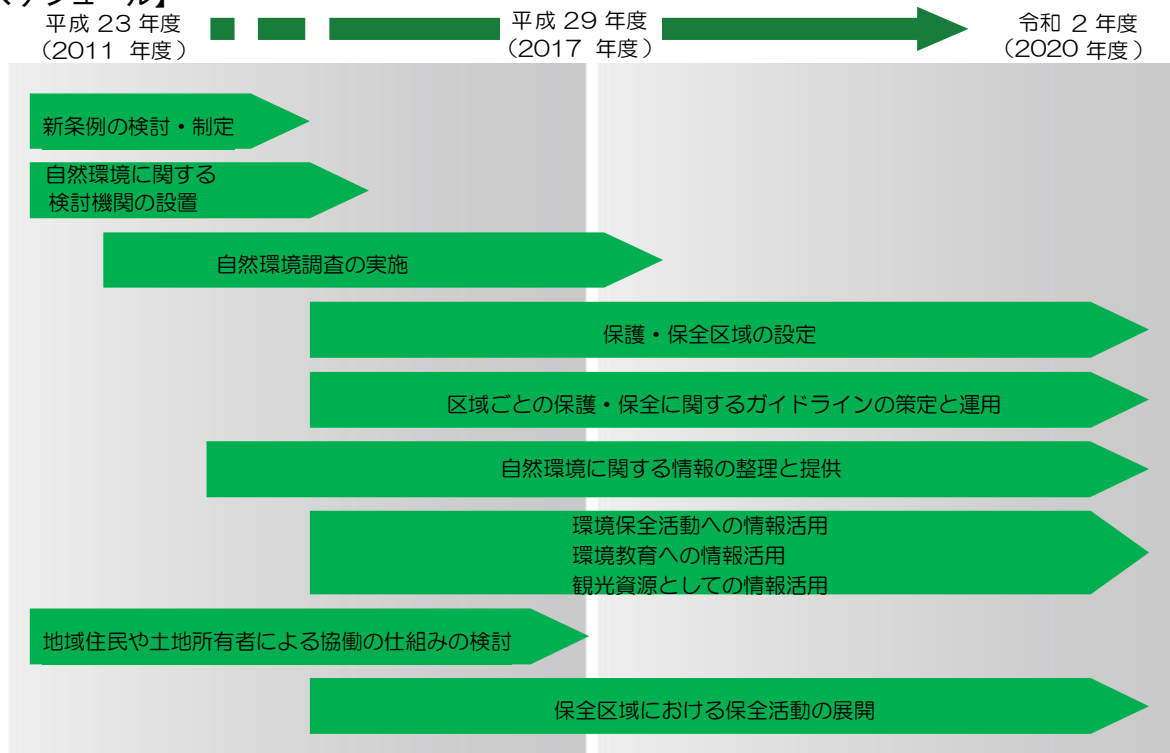 スケジュール】
平成 23 年度
（2011 年度）
平成 29 年度
（2017 年度）
令和 2 年度
（2020 年度）
新条例の検討・制定
自然環境に関する
検討機関の設置
自然環境調査の実施
保護・保全区域の設定
区域ごとの保護・保全に関するガイドラインの策定と運用
自然環境に関する情報の整理と提供
環境保全活動への情報活用
環境教育への情報活用
観光資源としての情報活用
地域住民や土地所有者による協働の仕組みの検討
保全区域における保全活動の展開